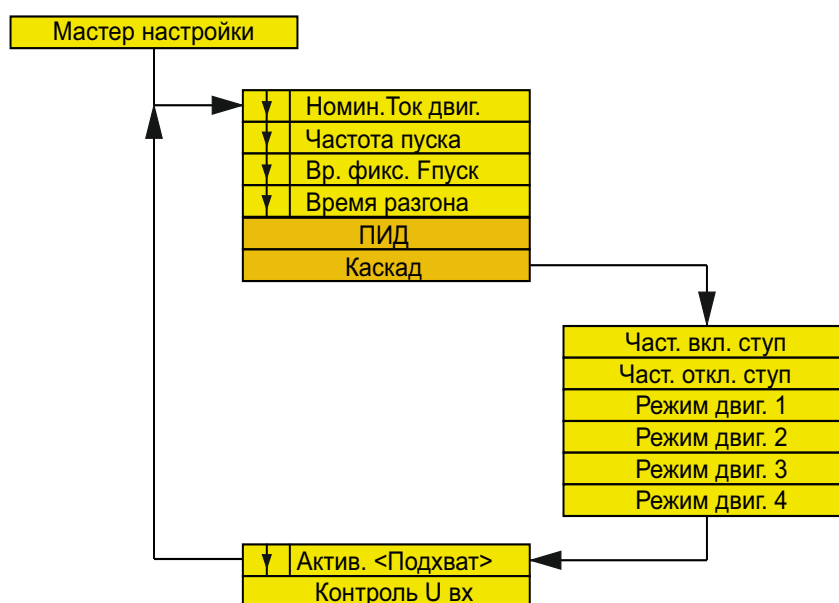 Мастер настройки
Номин.Ток двиг.
Частота пуска
Вр. фикс. Fпуск
Время разгона
ПИД
Каскад
Част. вкл. ступ
Част. откл. ступ
Режим двиг. 1
Режим двиг. 2
Режим двиг. 3
Режим двиг. 4
Актив. <Подхват>
Контроль U вх